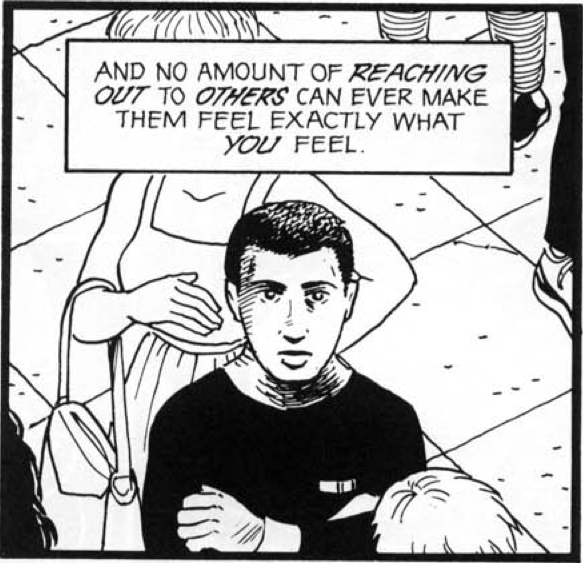 AND NO AMOUNT OF REACHING
OUT TO OTHERS CAN EVER MAKE
THEM FEEL EXACTLY WHAT
YOU FEEL.